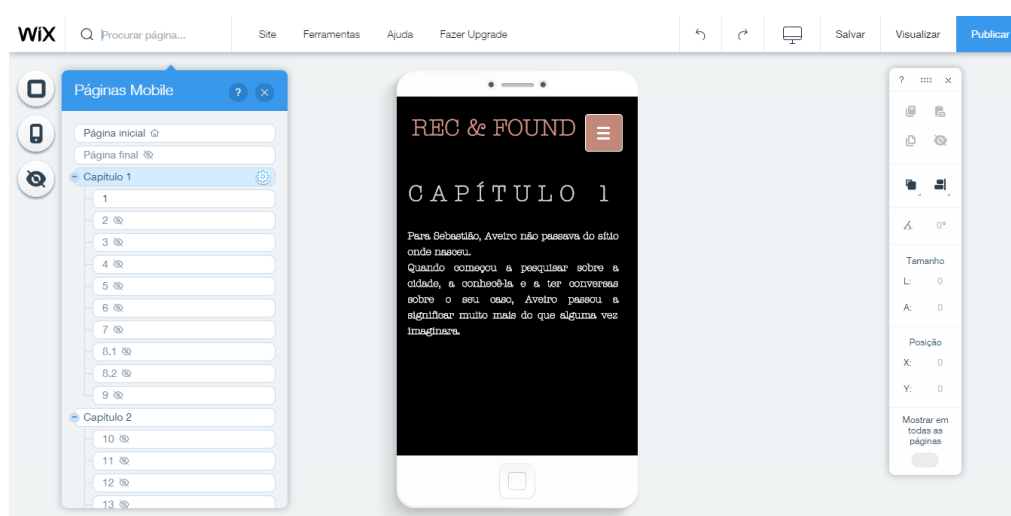 WiX
Procurar página...
Site
Ferramentas
Ajuda
Fazer Upgrade
Salvar
Visualizar
Publicar
Páginas Mobile
?
Página inicial
Página final
Capítulo 1
1
2
3
4
5
6
7
8.1
8.2
9
Capítulo 2
10
11
12
13
REC & FOUND
CAPÍTULO 1
Para Sebastião, Aveiro não passava do sítio
onde nasceu.
Quando começou a pesquisar sobre a
cidade, a conhecê-la e a ter conversas
sobre o seu caso, Aveiro passou a
significar muito mais do que alguma vez
imaginara.
?
0°
Tamanho
L: 0
A: 0
Posição
X: 0
Y: 0
Mostrar em
todas as
páginas